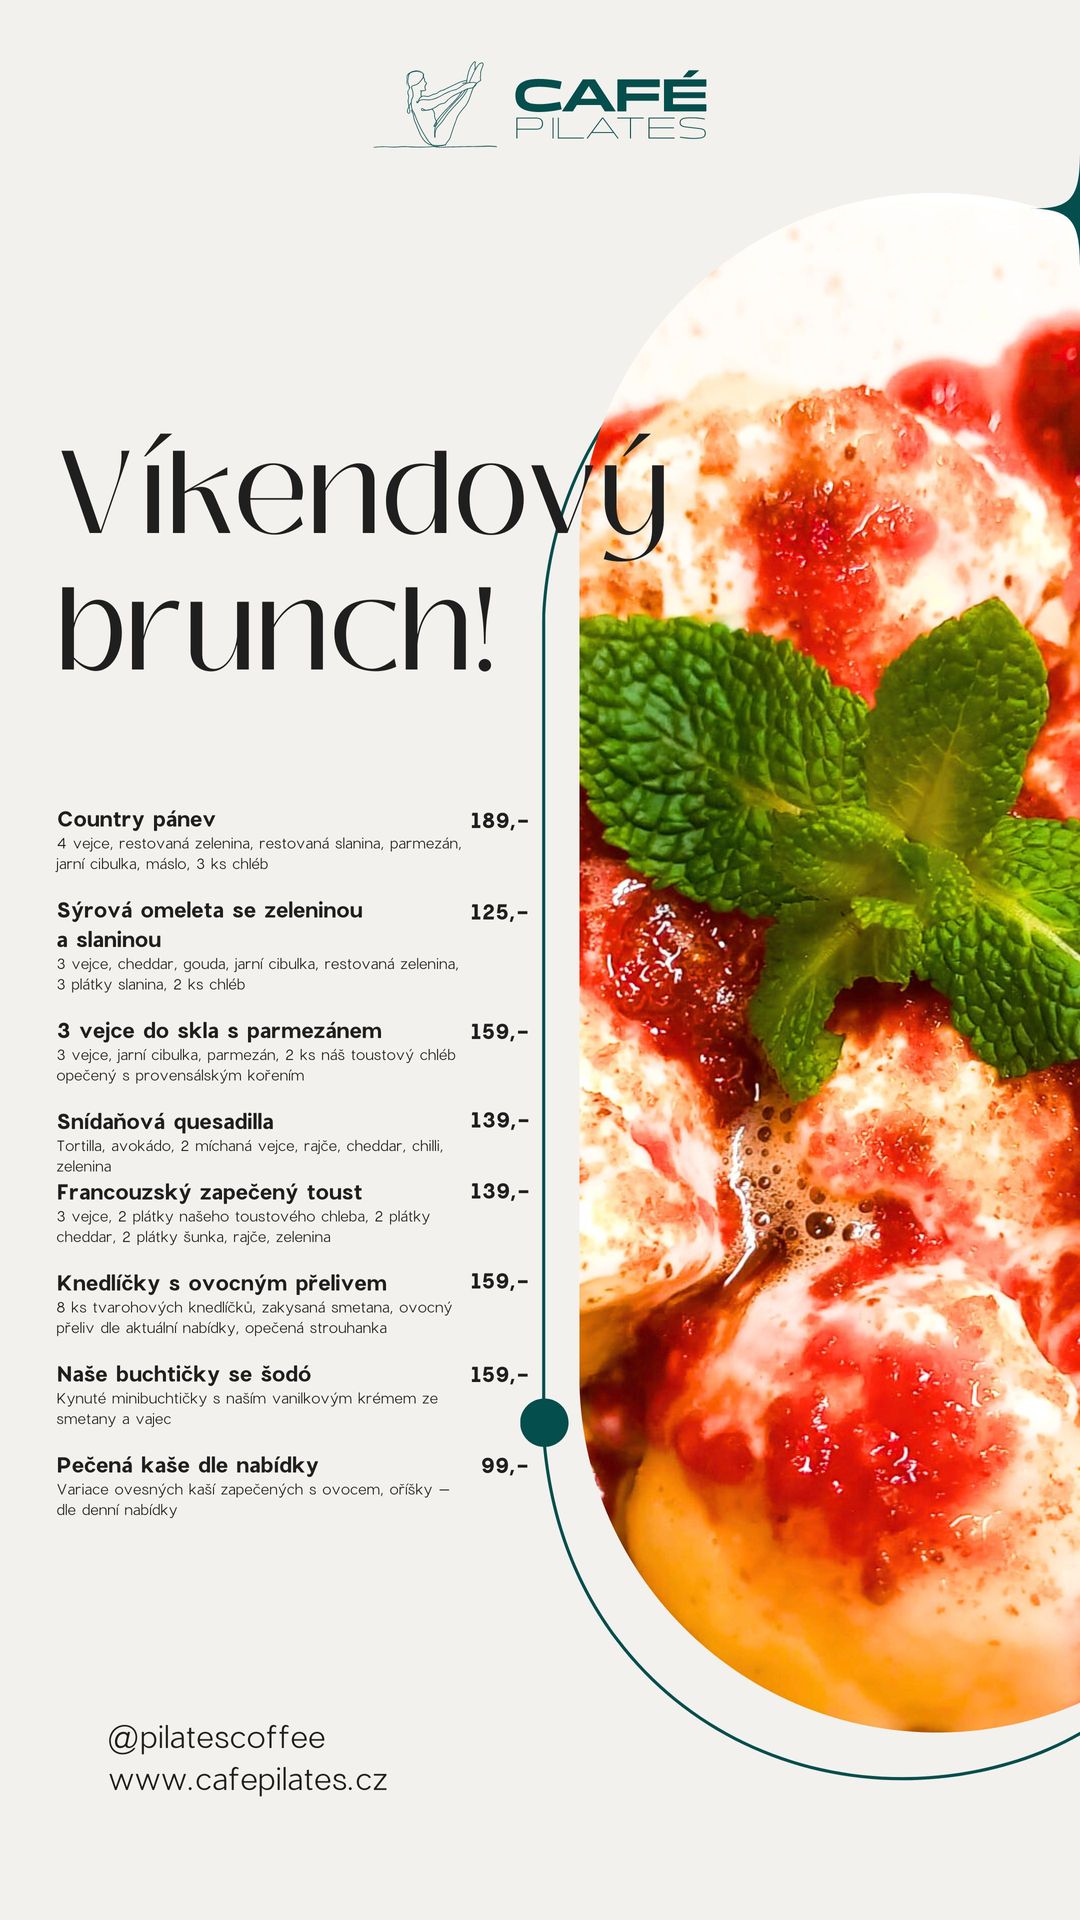 CAFÉ
PILATES
Víkendový
brunch!
Country pánev 189,-
4 vejce, restovaná zelenina, restovaná slanina, parmezán,
jarní cibulka, máslo, 3 ks chléb
Sýrová omeleta se zeleninou 125,-
a slaninou
3 vejce, cheddar, gouda, jarní cibulka, restovaná zelenina,
3 plátky slanina, 2 ks chléb
3 vejce do skla s parmezánem 159,-
3 vejce, jarní cibulka, parmezán, 2 ks náš toustový chléb
opečený s provensálským kořením
Snídaňová quesadilla 139,-
Tortilla, avokádo, 2 míchaná vejce, rajče, cheddar, chilli,
zelenina
Francouzský zapečený toust 139,-
3 vejce, 2 plátky našeho toustového chleba, 2 plátky
cheddar, 2 plátky šunka, rajče, zelenina
Knedlíčky s ovocným přelivem 159,-
8 ks tvarohových knedlíčků, zakysaná smetana, ovocný
přeliv dle aktuální nabídky, opečená strouhanka
Naše buchtičky se šodó 159,-
Kynuté minibuchtičky s naším vanilkovým krémem ze
smetany a vajec
Pečená kaše dle nabídky 99,-
Variace ovesných kaší zapečených s ovocem, oříšky –
dle denní nabídky
@pilatescoffee
www.cafepilates.cz